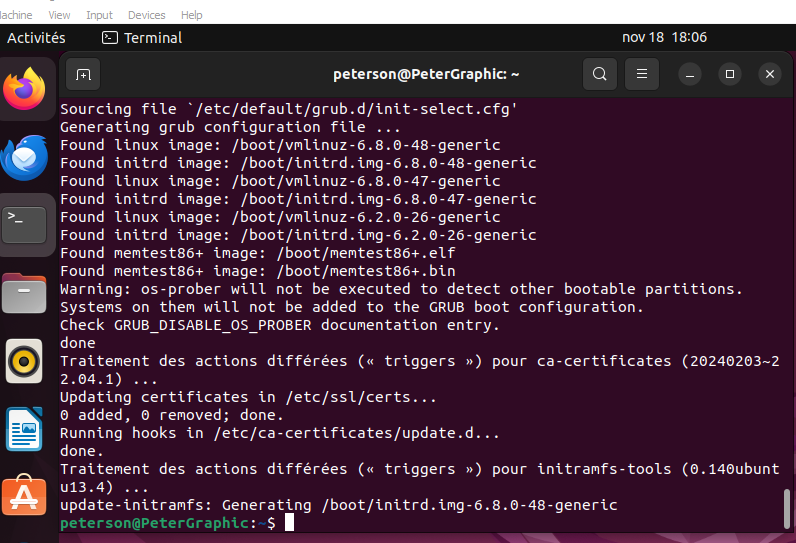 Machine View Input Devices Help
Activités Terminal nov 18 18:06
peterson@PeterGraphic: ~
Sourcing file `/etc/default/grub.d/init-select.cfg'
Generating grub configuration file ...
Found linux image: /boot/vmlinuz-6.8.0-48-generic
Found initrd image: /boot/initrd.img-6.8.0-48-generic
Found linux image: /boot/vmlinuz-6.8.0-47-generic
Found initrd image: /boot/initrd.img-6.8.0-47-generic
Found linux image: /boot/vmlinuz-6.2.0-26-generic
Found initrd image: /boot/initrd.img-6.2.0-26-generic
Found memtest86+ image: /boot/memtest86+.elf
Found memtest86+ image: /boot/memtest86+.bin
Warning: os-prober will not be executed to detect other bootable partitions.
Systems on them will not be added to the GRUB boot configuration.
Check GRUB_DISABLE_OS_PROBER documentation entry.
done
Traitement des actions différées (« triggers ») pour ca-certificates (20240203~2
2.04.1) ...
Updating certificates in /etc/ssl/certs...
0 added, 0 removed; done.
Running hooks in /etc/ca-certificates/update.d...
done.
Traitement des actions différées (« triggers ») pour initramfs-tools (0.140ubunt
u13.4) ...
update-initramfs: Generating /boot/initrd.img-6.8.0-48-generic
peterson@PeterGraphic:~$